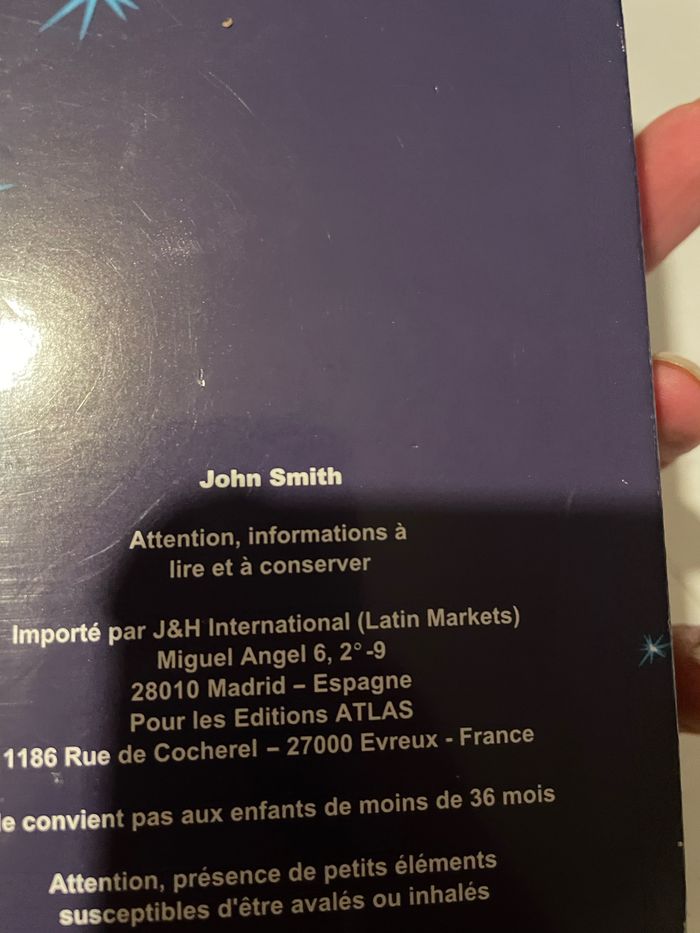 John Smith
Attention, informations à
lire et à conserver
Importé par J&H International (Latin Markets)
Miguel Angel 6, 2°-9
28010 Madrid – Espagne
Pour les Editions ATLAS
1186 Rue de Cocherel – 27000 Evreux - France
convient pas aux enfants de moins de 36 mois
Attention, présence de petits éléments
susceptibles d'être avalés ou inhalés